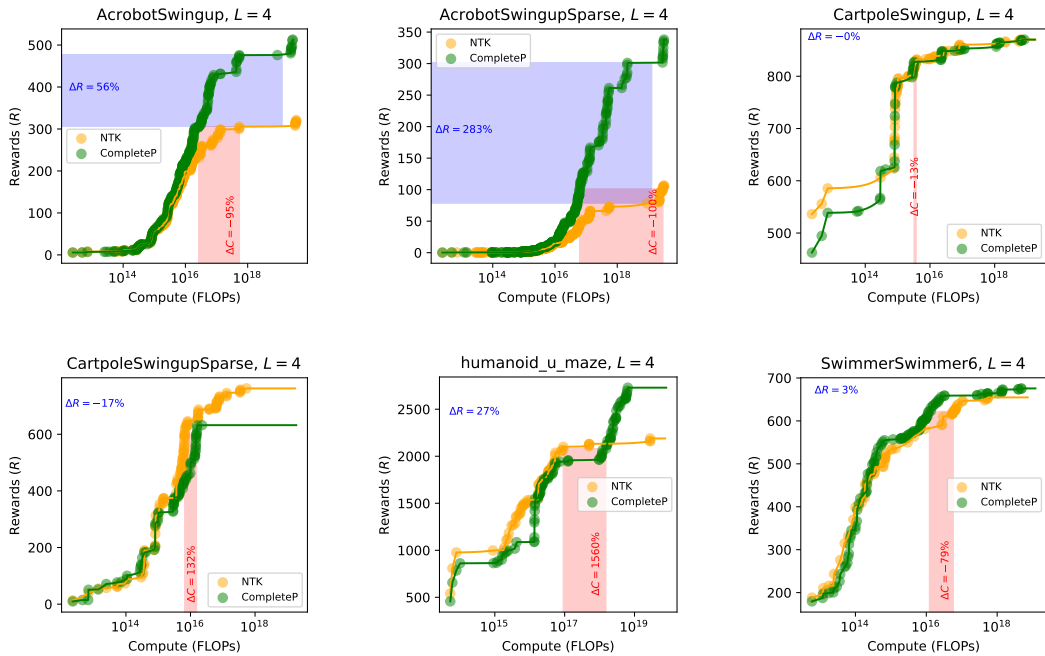 AcrobotSwingup, L = 4
Rewards (R)
500
400
300
200
100
0
ΔR = 56%
NTK
CompleteP
ΔC = −95%
10^14 10^16 10^18
Compute (FLOPs)
AcrobotSwingupSparse, L = 4
Rewards (R)
350
300
250
200
150
100
50
0
NTK
CompleteP
ΔR = 283%
ΔC = −100%
10^14 10^16 10^18
Compute (FLOPs)
CartpoleSwingup, L = 4
Rewards (R)
800
700
600
500
ΔR = −0%
ΔC = −13%
NTK
CompleteP
10^14 10^16 10^18
Compute (FLOPs)
CartpoleSwingupSparse, L = 4
Rewards (R)
600
400
200
0
ΔR = −17%
ΔC = 132%
NTK
CompleteP
10^14 10^16 10^18
Compute (FLOPs)
humanoid_u_maze, L = 4
Rewards (R)
2500
2000
1500
1000
500
ΔR = 27%
NTK
CompleteP
ΔC = 1560%
10^15 10^17 10^19
Compute (FLOPs)
SwimmerSwimmer6, L = 4
Rewards (R)
700
600
500
400
300
200
ΔR = 3%
NTK
CompleteP
ΔC = −79%
10^14 10^16 10^18
Compute (FLOPs)